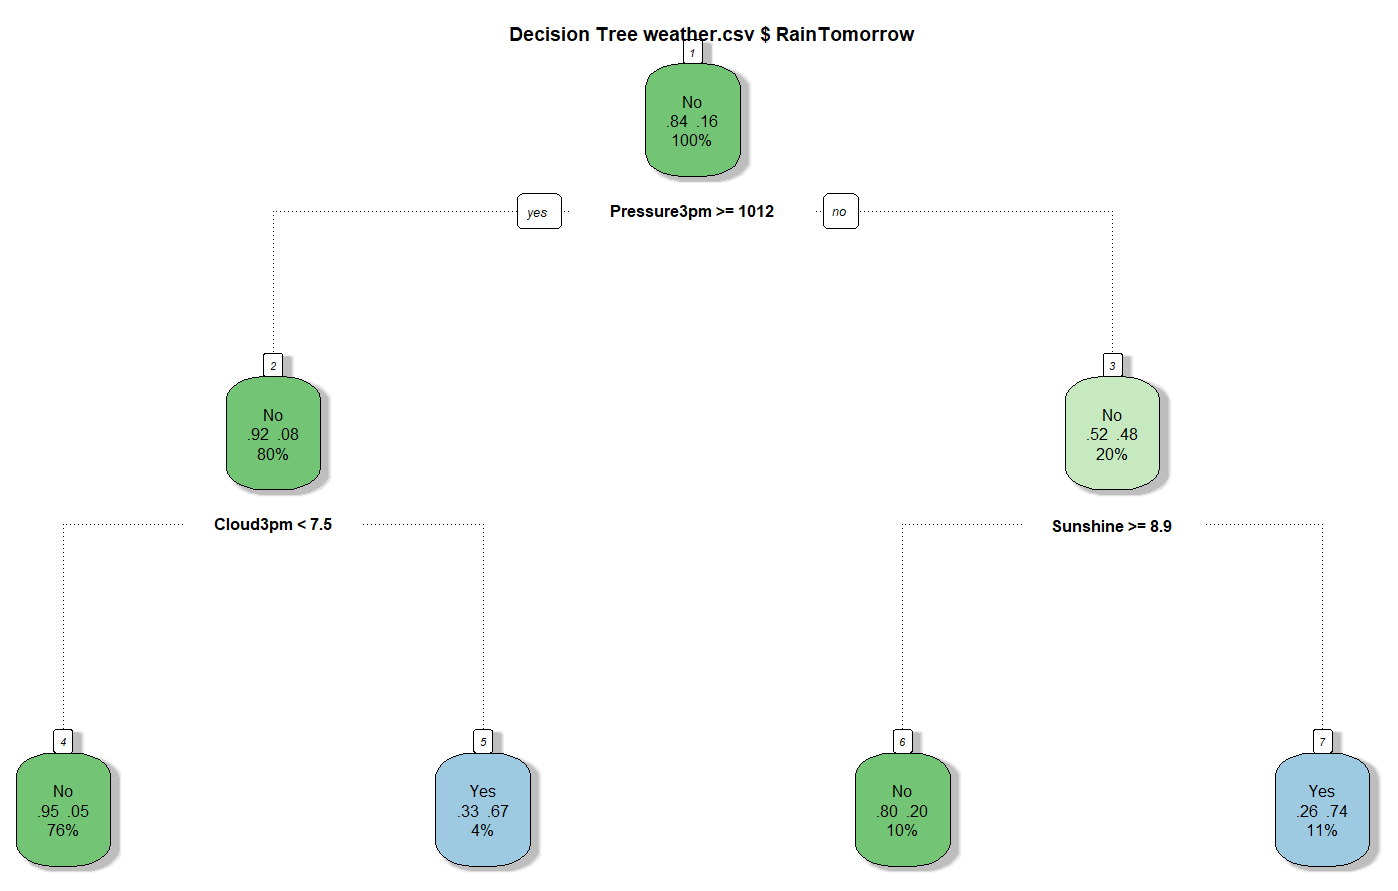 Decision Tree weather.csv $ RainTomorrow
1
No
.84 .16
100%
yes
Pressure3pm >= 1012
no
2
No
.92 .08
80%
3
No
.52 .48
20%
Cloud3pm < 7.5
Sunshine >= 8.9
4
No
.95 .05
76%
5
Yes
.33 .67
4%
6
No
.80 .20
10%
7
Yes
.26 .74
11%